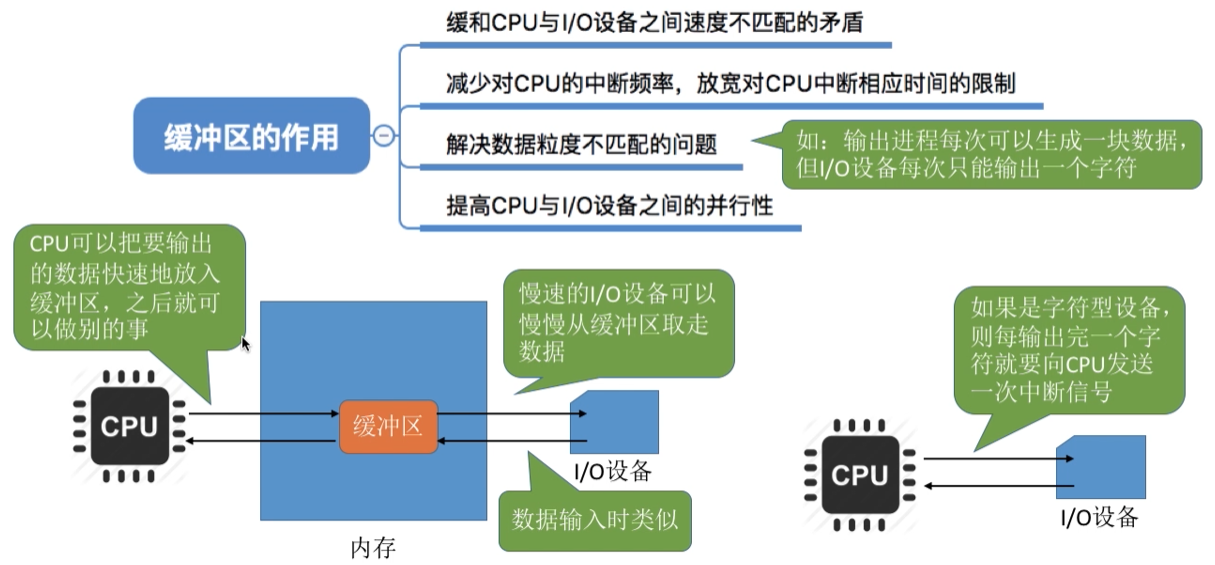 缓和CPU与I/O设备之间速度不匹配的矛盾
减少对CPU的中断频率，放宽对CPU中断相应时间的限制
缓冲区的作用
解决数据粒度不匹配的问题
如：输出进程每次可以生成一块数据，
但I/O设备每次只能输出一个字符
提高CPU与I/O设备之间的并行性
CPU可以把要输出
的数据快速地放入
缓冲区，之后就可
以做别的事
慢速的I/O设备可以
慢慢从缓冲区取走
数据
如果是字符型设备，
则每输出完一个字
符就要向CPU发送
一次中断信号
CPU
缓冲区
I/O设备
数据输入时类似
内存
CPU
I/O设备